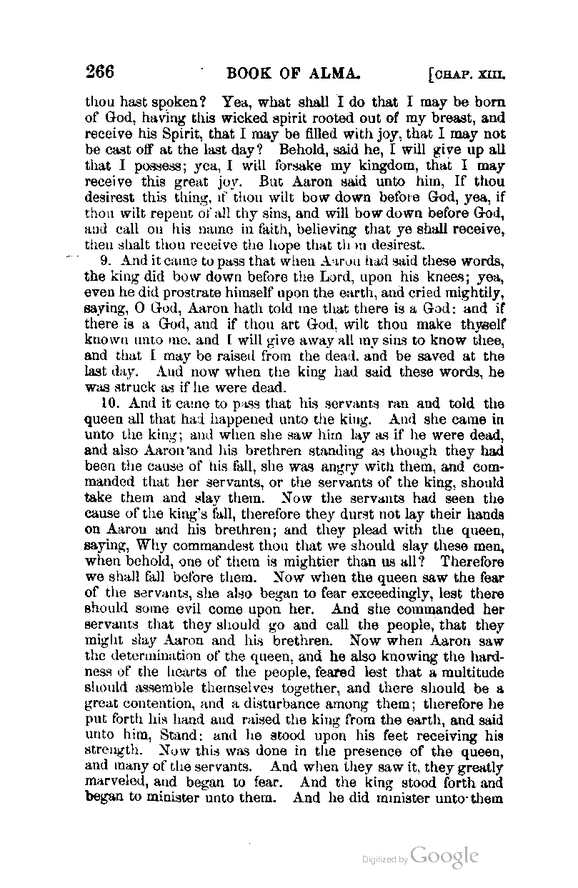 266 BOOK OF ALMA. [CHAP. XIII.
thou hast spoken? Yea, what shall I do that I may be born
of God, having this wicked spirit rooted out of my breast, and
receive his Spirit, that I may be filled with joy, that I may not
be cast off at the last day? Behold, said he, I will give up all
that I possess; yea, I will forsake my kingdom, that I may
receive this great joy. But Aaron said unto him, If thou
desirest this thing, if thou wilt bow down before God, yea, if
thou wilt repent of all thy sins, and will bow down before God,
and call on his name in faith, believing that ye shall receive,
then shalt thou receive the hope that thou desirest.
9. And it came to pass that when Aaron had said these words,
the king did bow down before the Lord, upon his knees; yea,
even he did prostrate himself upon the earth, and cried mightily,
saying, O God, Aaron hath told me that there is a God: and if
there is a God, and if thou art God, wilt thou make thyself
known unto me, and I will give away all my sins to know thee,
and that I may be raised from the dead, and be saved at the
last day. And now when the king had said these words, he
was struck as if he were dead.
10. And it came to pass that his servants ran and told the
queen all that had happened unto the king. And she came in
unto the king; and when she saw him lay as if he were dead,
and also Aaron and his brethren standing as though they had
been the cause of his fall, she was angry with them, and com-
manded that her servants, or the servants of the king, should
take them and slay them. Now the servants had seen the
cause of the king's fall, therefore they durst not lay their hands
on Aaron and his brethren; and they plead with the queen,
saying, Why commandest thou that we should slay these men,
when behold, one of them is mightier than us all? Therefore
we shall fall before them. Now when the queen saw the fear
of the servants, she also began to fear exceedingly, lest there
should some evil come upon her. And she commanded her
servants that they should go and call the people, that they
might slay Aaron and his brethren. Now when Aaron saw
the determination of the queen, and he also knowing the hard-
ness of the hearts of the people, feared lest that a multitude
should assemble themselves together, and there should be a
great contention, and a disturbance among them; therefore he
put forth his hand and raised the king from the earth, and said
unto him, Stand: and he stood upon his feet receiving his
strength. Now this was done in the presence of the queen,
and many of the servants. And when they saw it, they greatly
marveled, and began to fear. And the king stood forth and
began to minister unto them. And he did minister unto them
Digitized by Google